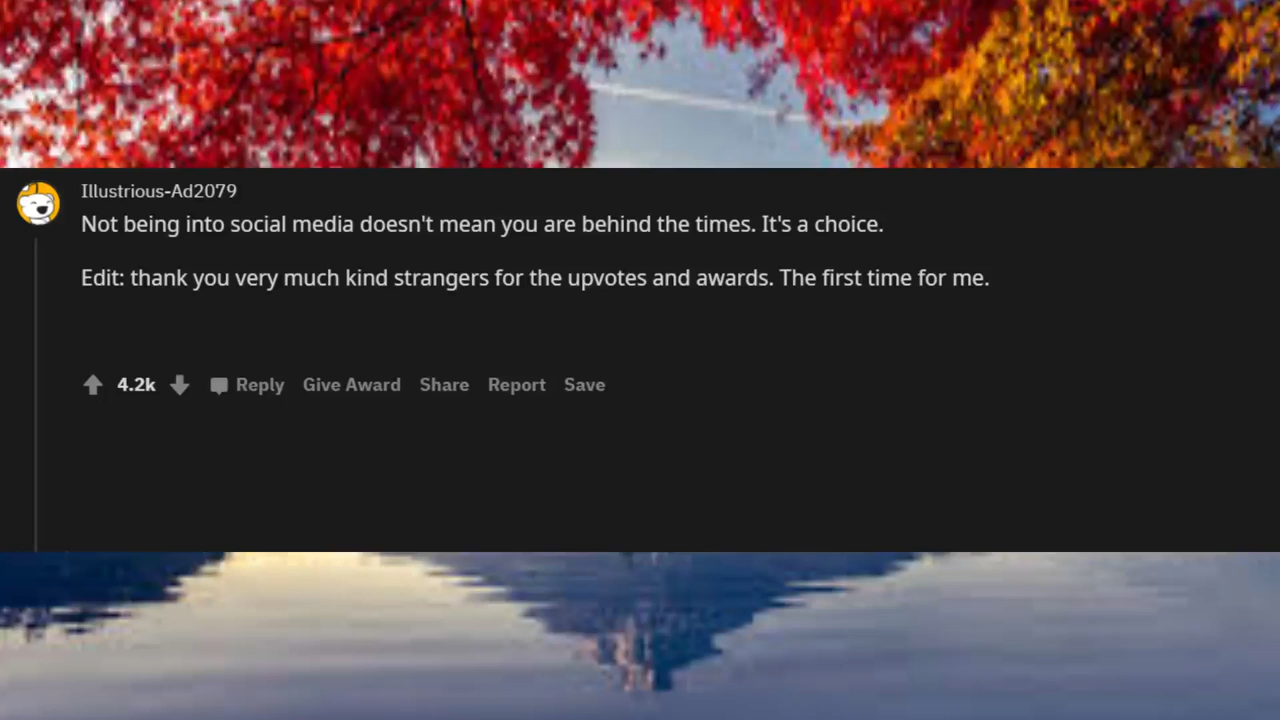 Illustrious-Ad2079
Not being into social media doesn't mean you are behind the times. It's a choice.
Edit: thank you very much kind strangers for the upvotes and awards. The first time for me.
4.2k Reply Give Award Share Report Save